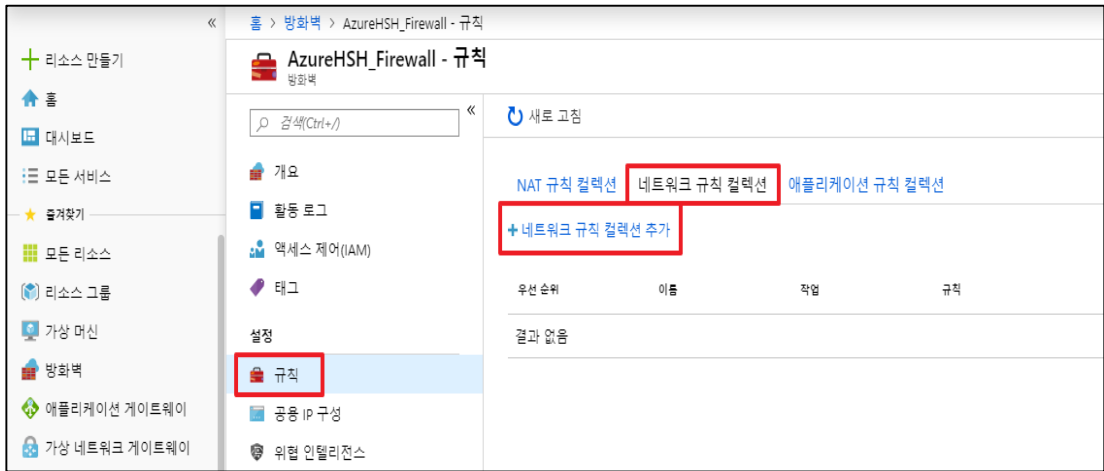 «
홈 > 방화벽 > AzureHSH_Firewall - 규칙
리소스 만들기
홈
대시보드
모든 서비스
즐겨찾기
모든 리소스
리소스 그룹
가상 머신
방화벽
애플리케이션 게이트웨이
가상 네트워크 게이트웨이
AzureHSH_Firewall - 규칙
방화벽
검색(Ctrl+/)
«
개요
활동 로그
액세스 제어(IAM)
태그
설정
규칙
공용 IP 구성
위협 인텔리전스
새로 고침
NAT 규칙 컬렉션 네트워크 규칙 컬렉션 애플리케이션 규칙 컬렉션
+ 네트워크 규칙 컬렉션 추가
우선 순위 이름 작업 규칙
결과 없음